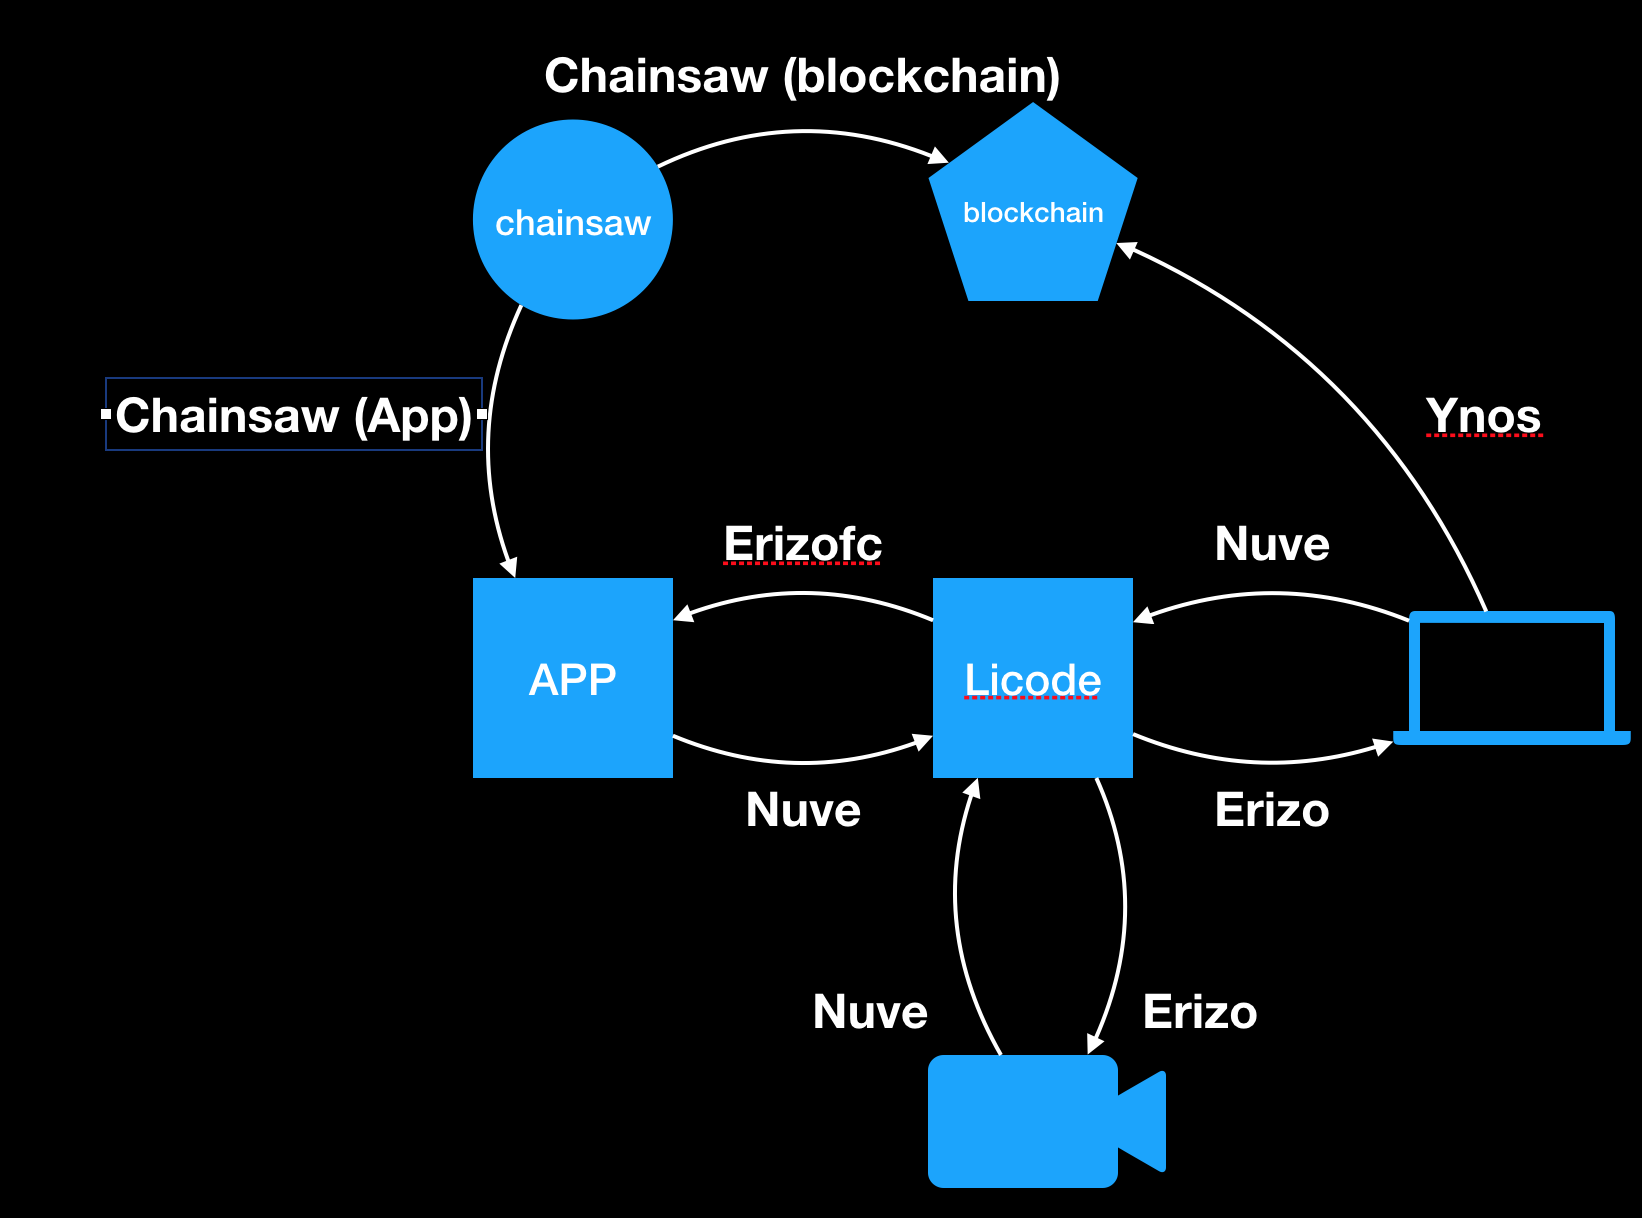 Chainsaw (blockchain)
chainsaw
blockchain
Chainsaw (App)
Ynos
Erizofc
Nuve
APP
Licode
Nuve
Erizo
Nuve
Erizo